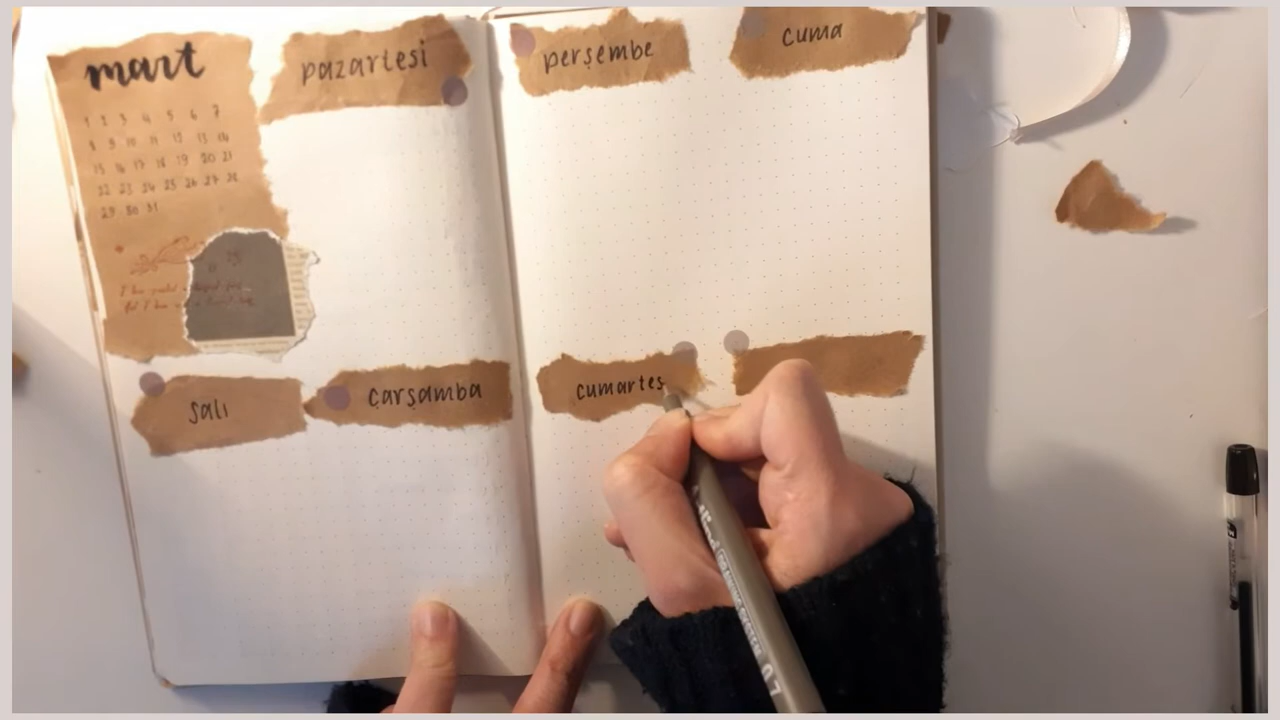 mart
1 2 3 4 5 6 7
8 9 10 11 12 13 14
15 16 17 18 19 20 21
22 23 24 25 26 27 28
29 30 31
pazartesi
salı
çarşamba
perşembe
cuma
cumartes
07